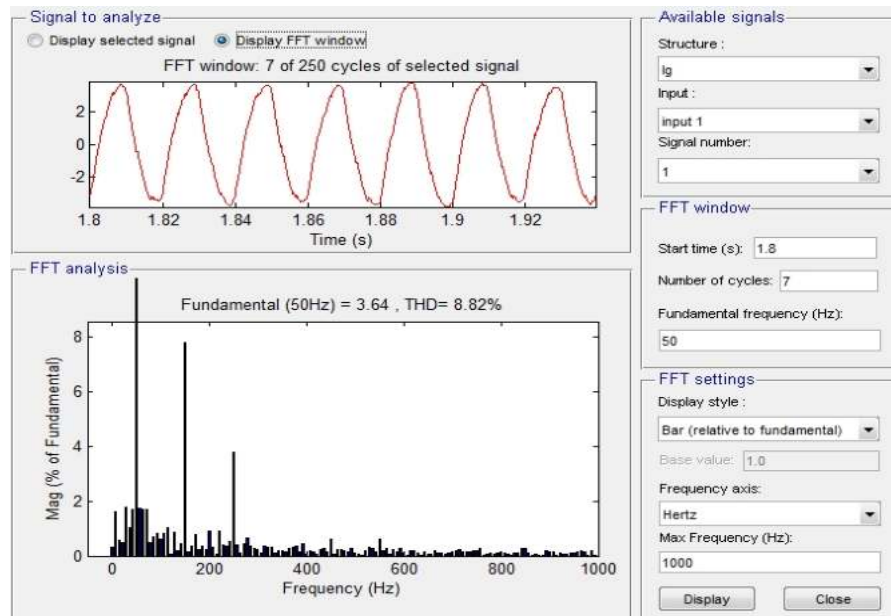 Signal to analyze
Display selected signal Display FFT window
FFT window: 7 of 250 cycles of selected signal
2
0
-2
1.8 1.82 1.84 1.86 1.88 1.9 1.92
Time (s)
FFT analysis
Fundamental (50Hz) = 3.64 , THD= 8.82%
Mag (% of Fundamental)
8
6
4
2
0
0 200 400 600 800 1000
Frequency (Hz)
Available signals
Structure :
Ig
Input :
input 1
Signal number:
1
FFT window
Start time (s): 1.8
Number of cycles: 7
Fundamental frequency (Hz):
50
FFT settings
Display style :
Bar (relative to fundamental)
Base value: 1.0
Frequency axis:
Hertz
Max Frequency (Hz):
1000
Display Close